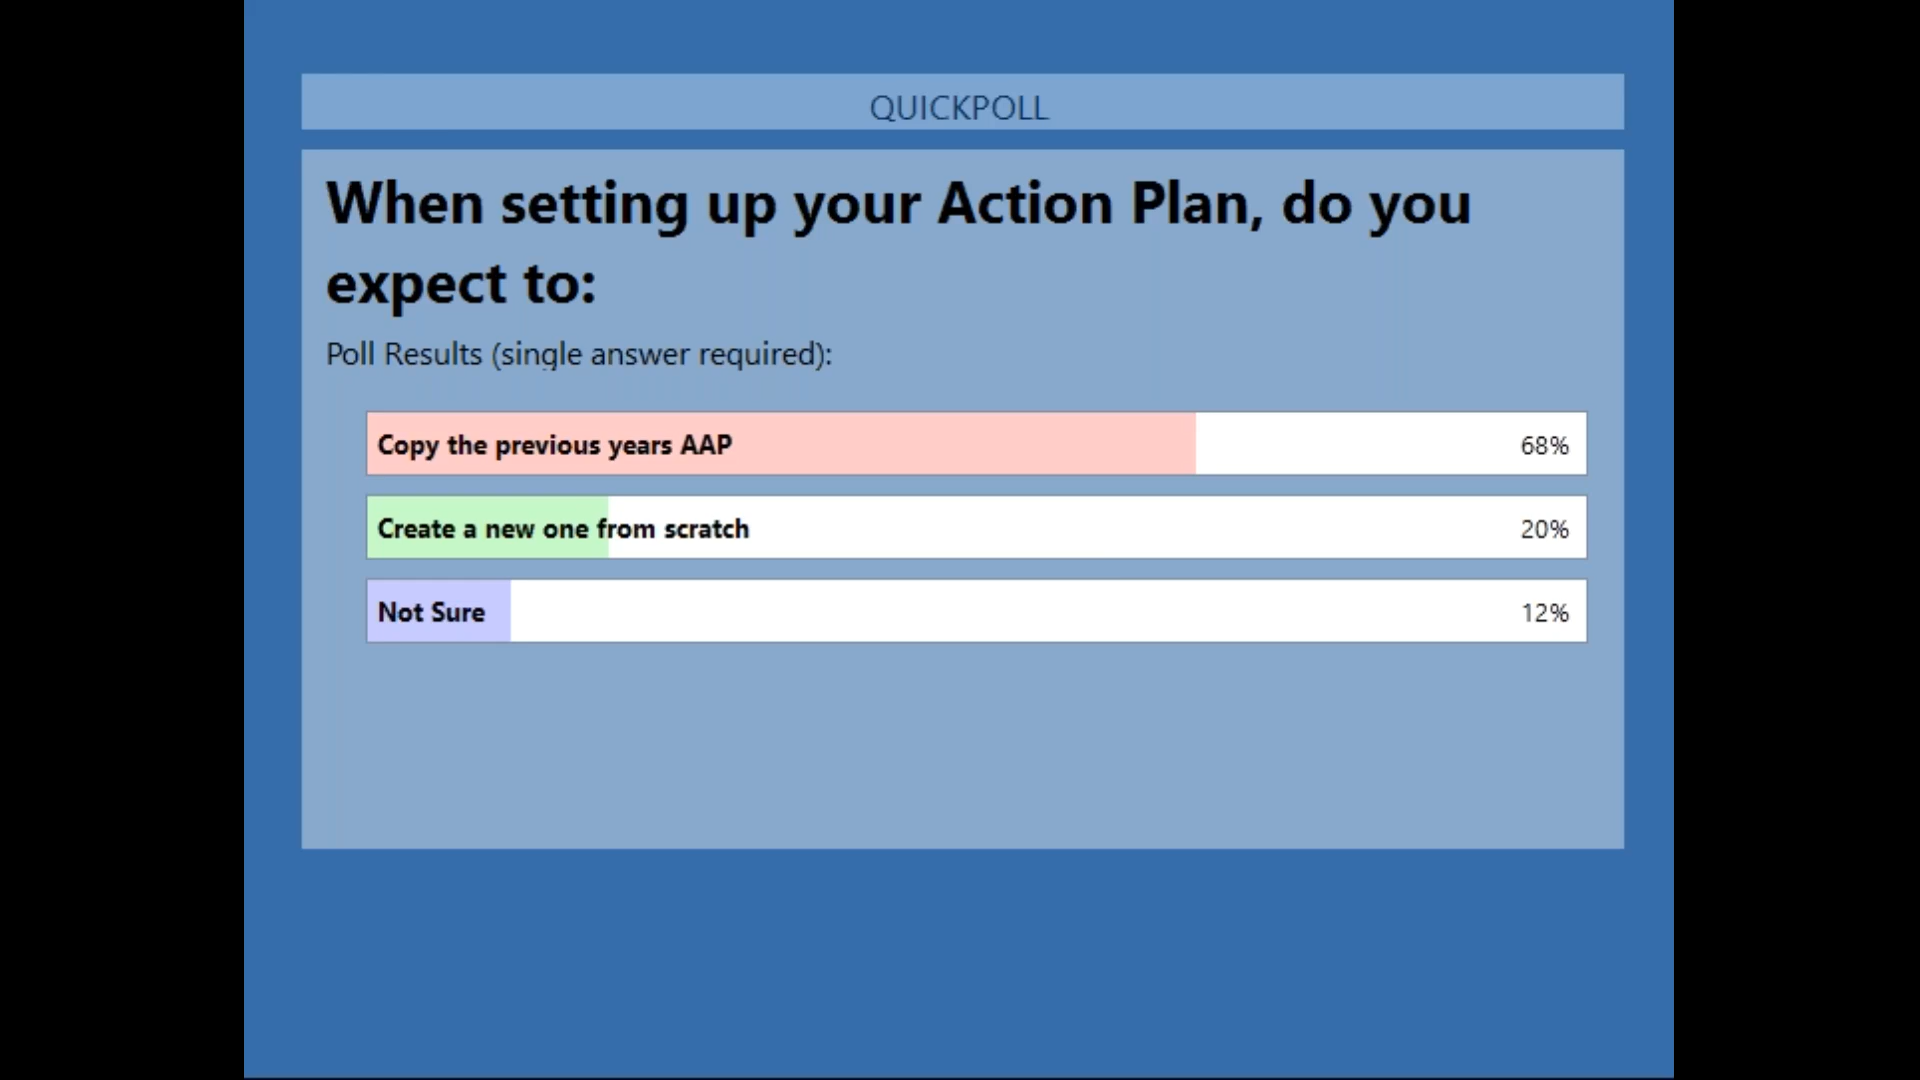 QUICKPOLL
When setting up your Action Plan, do you
expect to:
Poll Results (single answer required):
Copy the previous years AAP 68%
Create a new one from scratch 20%
Not Sure 12%